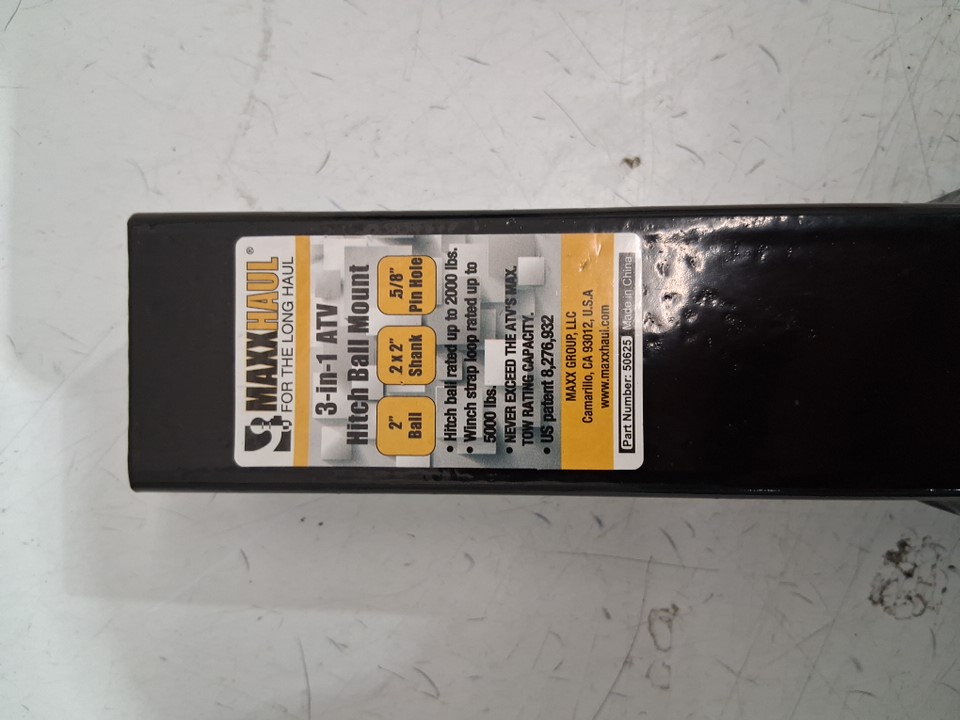 MAXXHAUL®
FOR THE LONG HAUL
3-in-1 ATV
Hitch Ball Mount
2" 2 x 2" 5/8"
Ball Shank Pin Hole
• Hitch ball rated up to 2000 lbs.
• Winch strap loop rated up to
5000 lbs.
• NEVER EXCEED THE ATV'S MAX.
TOW RATING CAPACITY.
• US patent 8,276,932
MAXX GROUP, LLC
Camarillo, CA 93012, U.S.A
www.maxxhaul.com
Part Number: 50625 Made in China